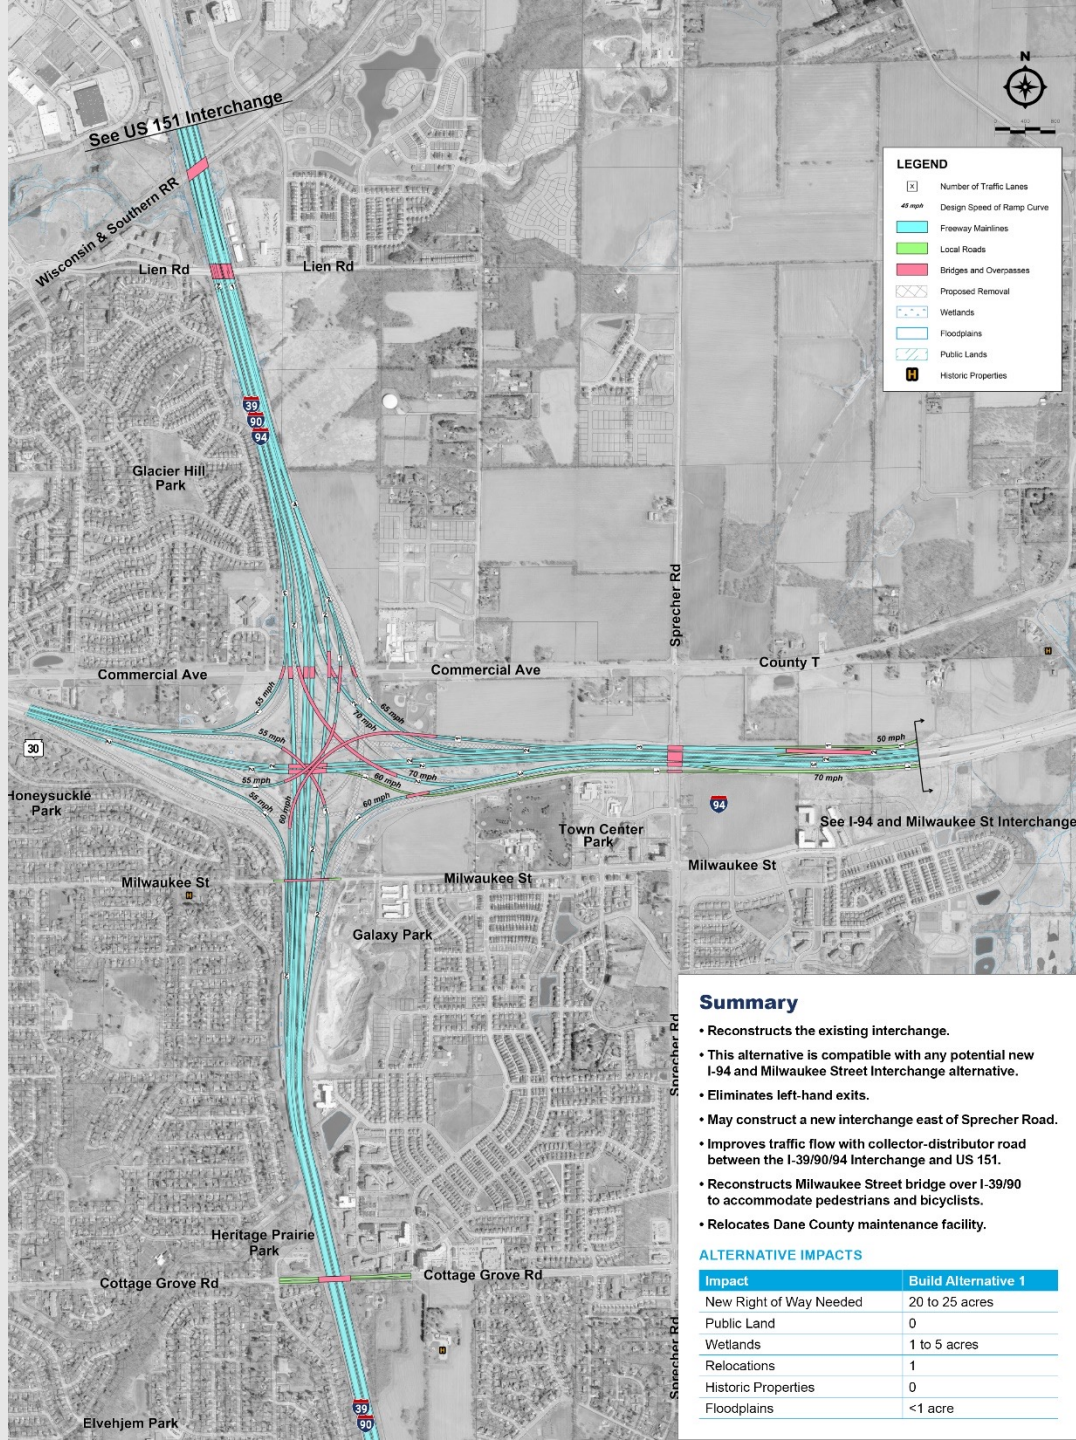 N
See US 151 Interchange
Wisconsin & Southern RR
LEGEND
X Number of Traffic Lanes
45 mph Design Speed of Ramp Curve
Freeway Mainlines
Local Roads
Bridges and Overpasses
Proposed Removal
Wetlands
Floodplains
Public Lands
H Historic Properties
Lien Rd
Lien Rd
39
90
94
Glacier Hill
Park
Sprecher Rd
Commercial Ave
Commercial Ave
County T
H
55 mph
65 mph
70 mph
55 mph
50 mph
30
55 mph
60 mph
70 mph
70 mph
55 mph
60 mph
60 mph
Honeysuckle
Park
94
See I-94 and Milwaukee St Interchange
Town Center
Park
Milwaukee St
Milwaukee St
Milwaukee St
H
Galaxy Park
Sprecher Rd
Summary
• Reconstructs the existing interchange.
• This alternative is compatible with any potential new
I-94 and Milwaukee Street Interchange alternative.
• Eliminates left-hand exits.
• May construct a new interchange east of Sprecher Road.
• Improves traffic flow with collector-distributor road
between the I-39/90/94 Interchange and US 151.
• Reconstructs Milwaukee Street bridge over I-39/90
to accommodate pedestrians and bicyclists.
• Relocates Dane County maintenance facility.
ALTERNATIVE IMPACTS
Impact Build Alternative 1
New Right of Way Needed 20 to 25 acres
Public Land 0
Wetlands 1 to 5 acres
Relocations 1
Historic Properties 0
Floodplains <1 acre
Heritage Prairie
Park
Cottage Grove Rd
Cottage Grove Rd
H
Sprecher Rd
39
90
Elvehjem Park